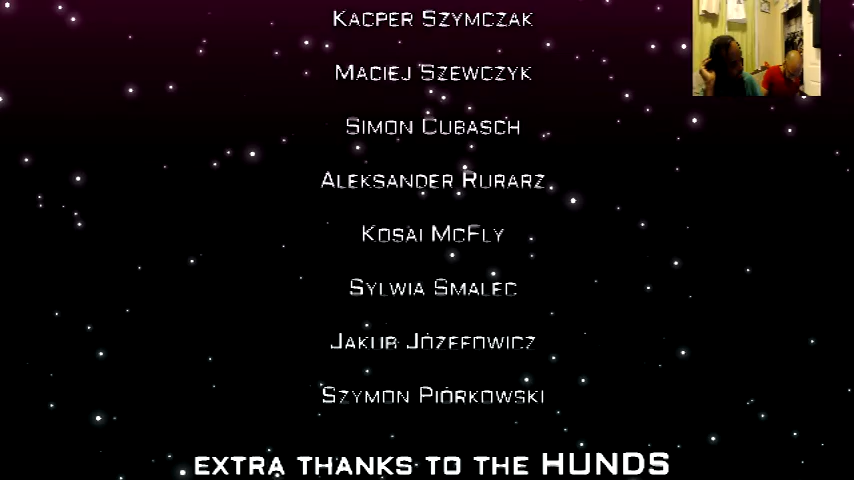 KACPER SZYMCZAK
MACIEJ SZEWCZYK
SIMON CUBASCH
ALEKSANDER RURARZ
KOSAI MCFLY
SYLWIA SMALEC
JAKUB JÓZEFOWICZ
SZYMON PIÓRKOWSKI
EXTRA THANKS TO THE HUNDS